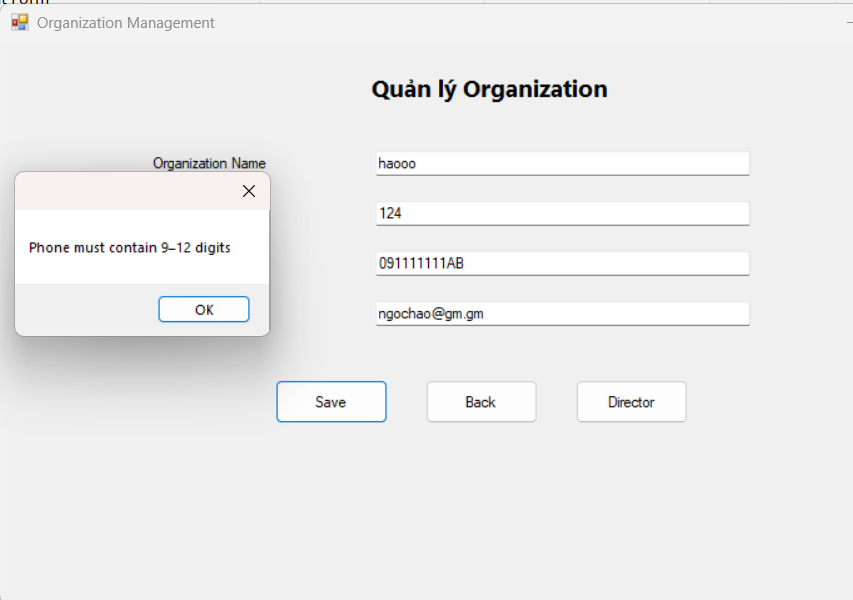 Organization Management
Quản lý Organization
Organization Name
haooo
124
Phone must contain 9–12 digits
091111111AB
OK
ngochao@gm.gm
Save
Back
Director